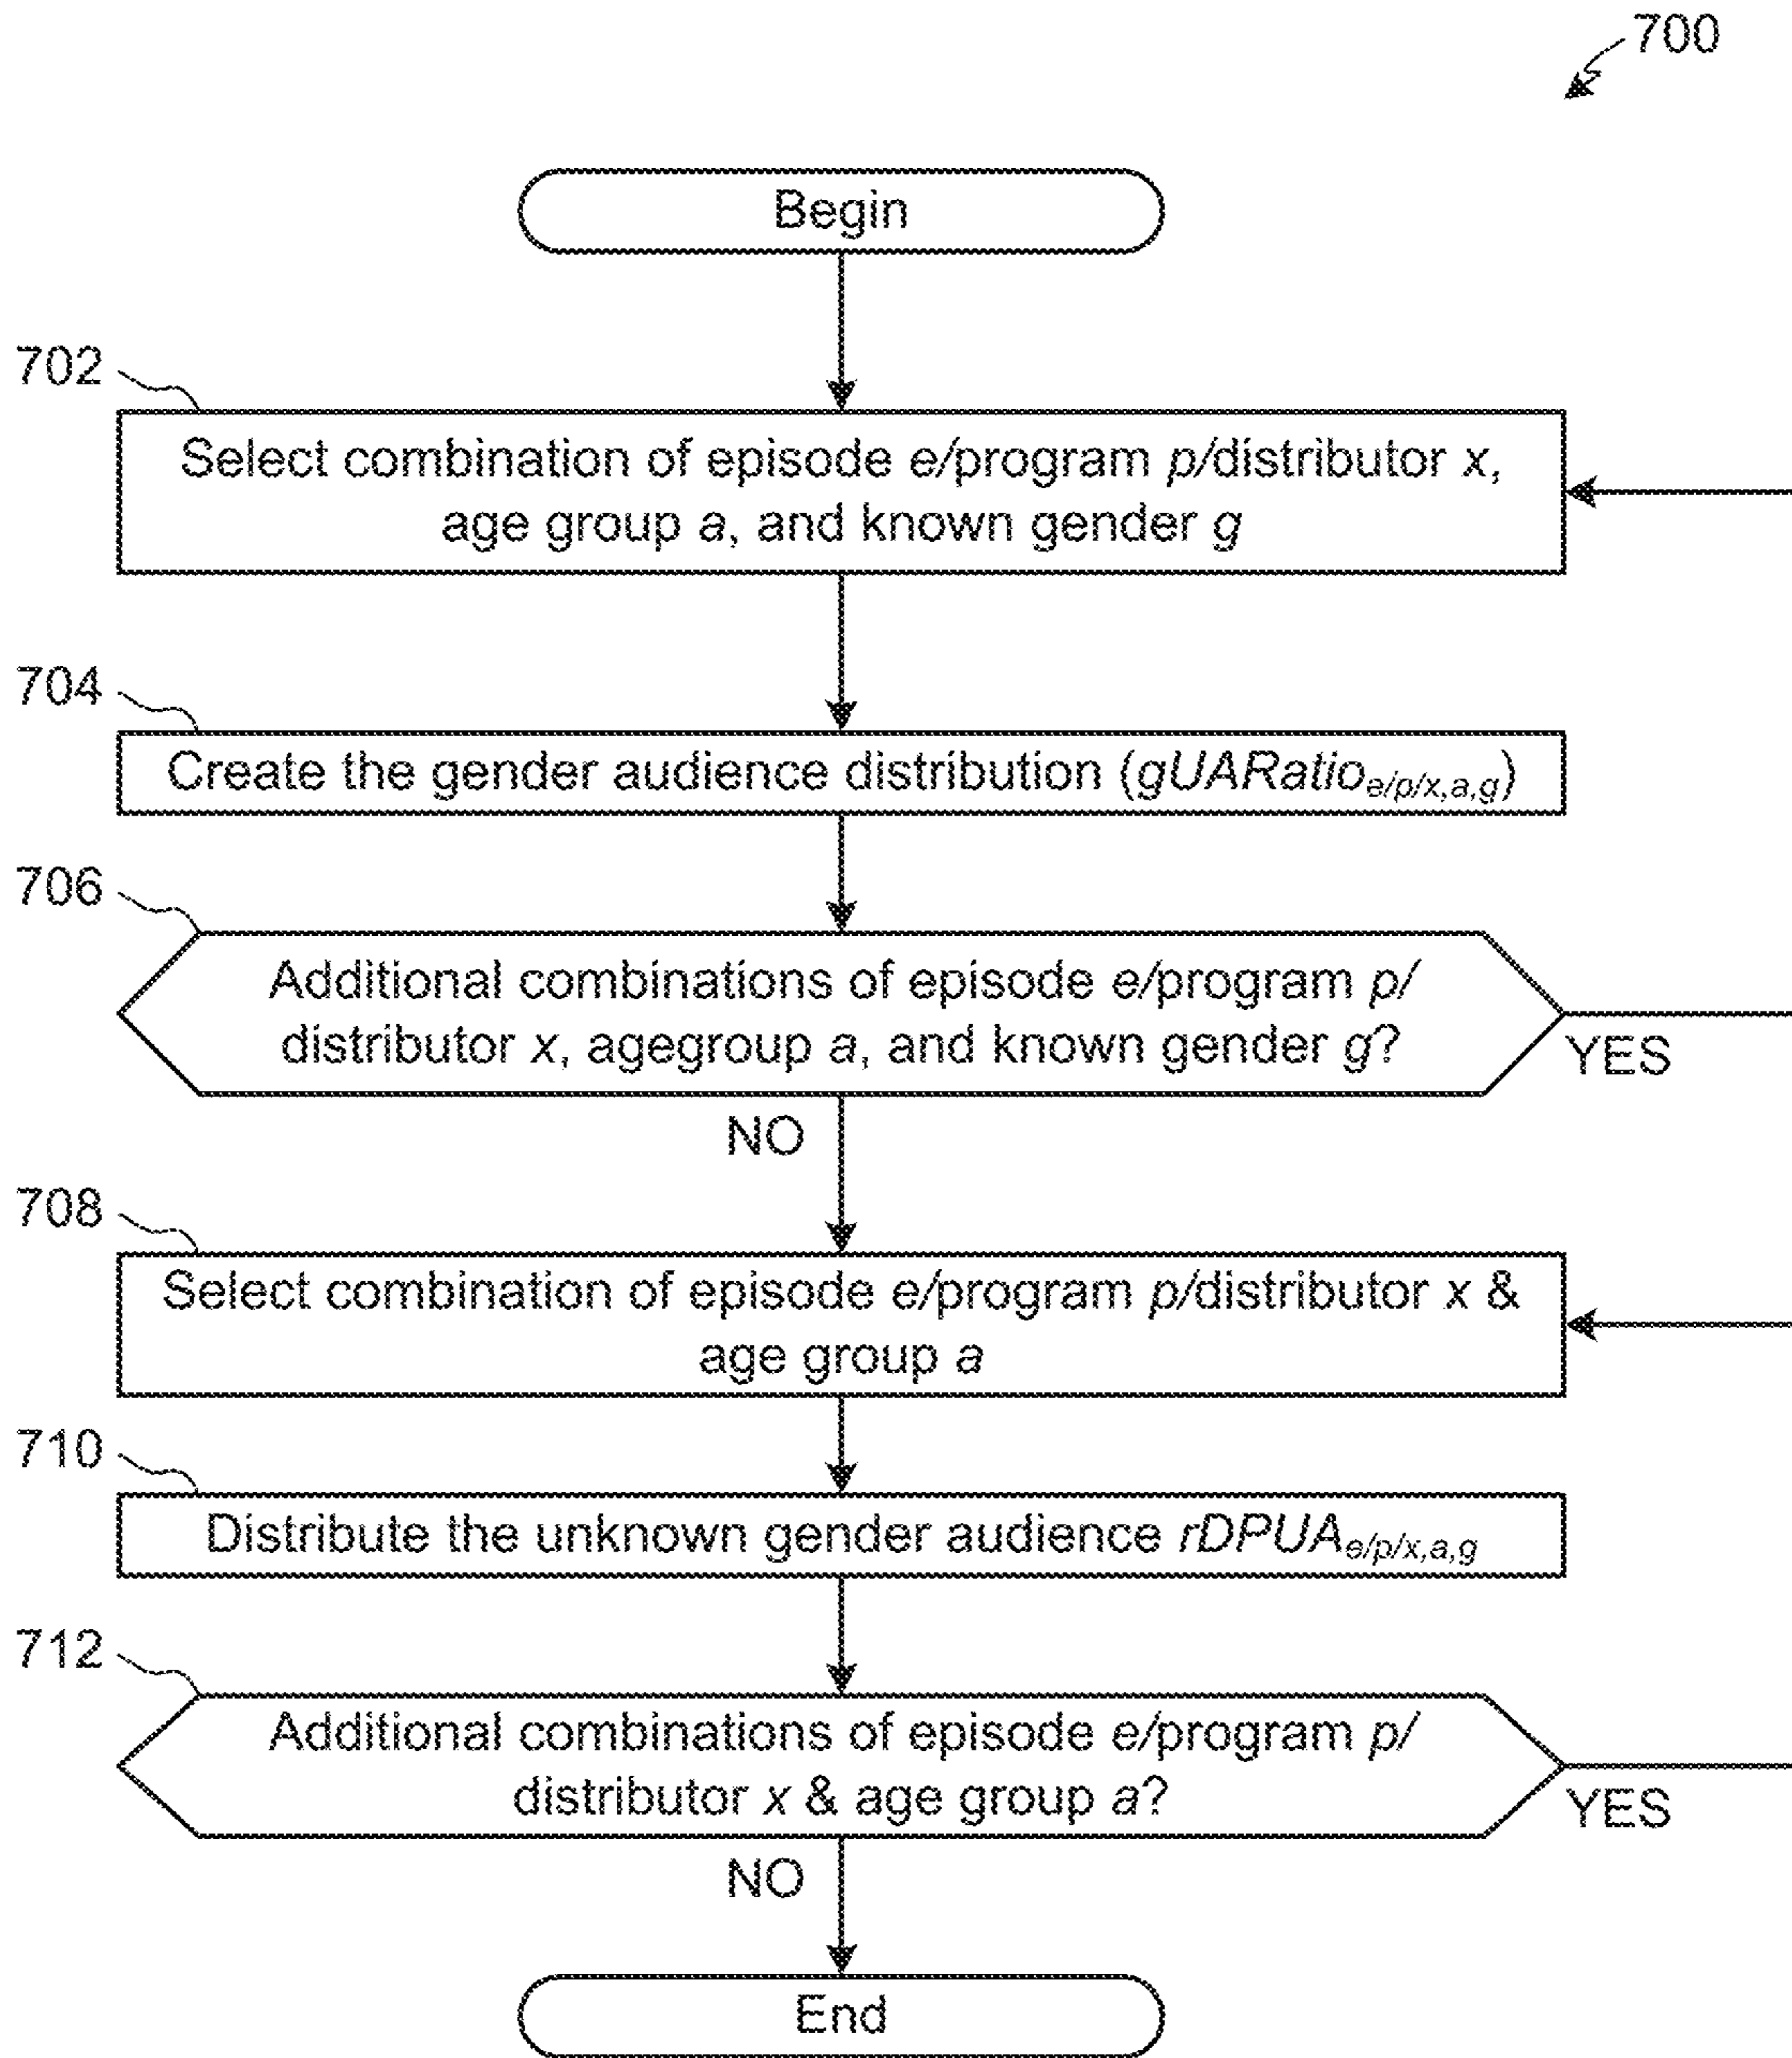 700
Begin
702
Select combination of episode e/program p/distributor x,
age group a, and known gender g
704
Create the gender audience distribution (gUARatioe/p/x,a,g)
706
Additional combinations of episode e/program p/
distributor x, agegroup a, and known gender g?
YES
NO
708
Select combination of episode e/program p/distributor x &
age group a
710
Distribute the unknown gender audience rDPUAe/p/x,a,g
712
Additional combinations of episode e/program p/
distributor x & age group a?
YES
NO
End